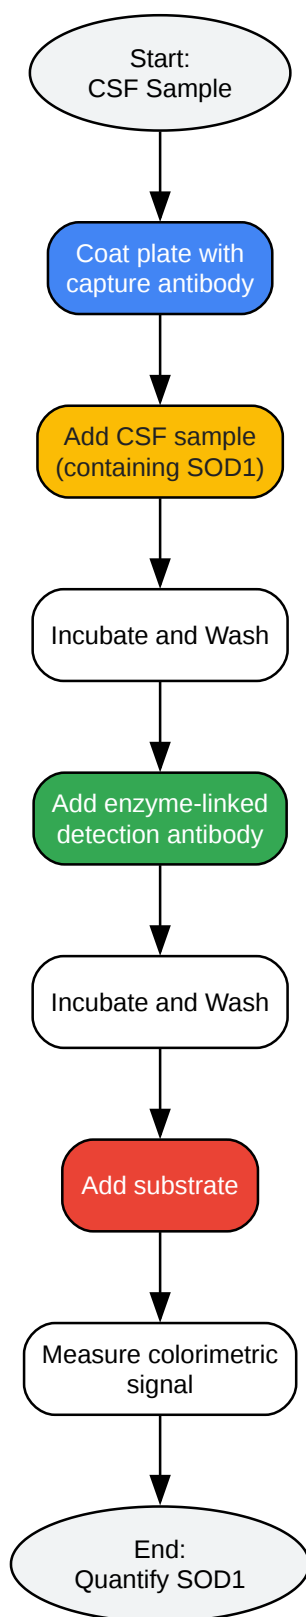 Start:
CSF Sample
Coat plate with
capture antibody
Add CSF sample
(containing SOD1)
Incubate and Wash
Add enzyme-linked
detection antibody
Incubate and Wash
Add substrate
Measure colorimetric
signal
End:
Quantify SOD1